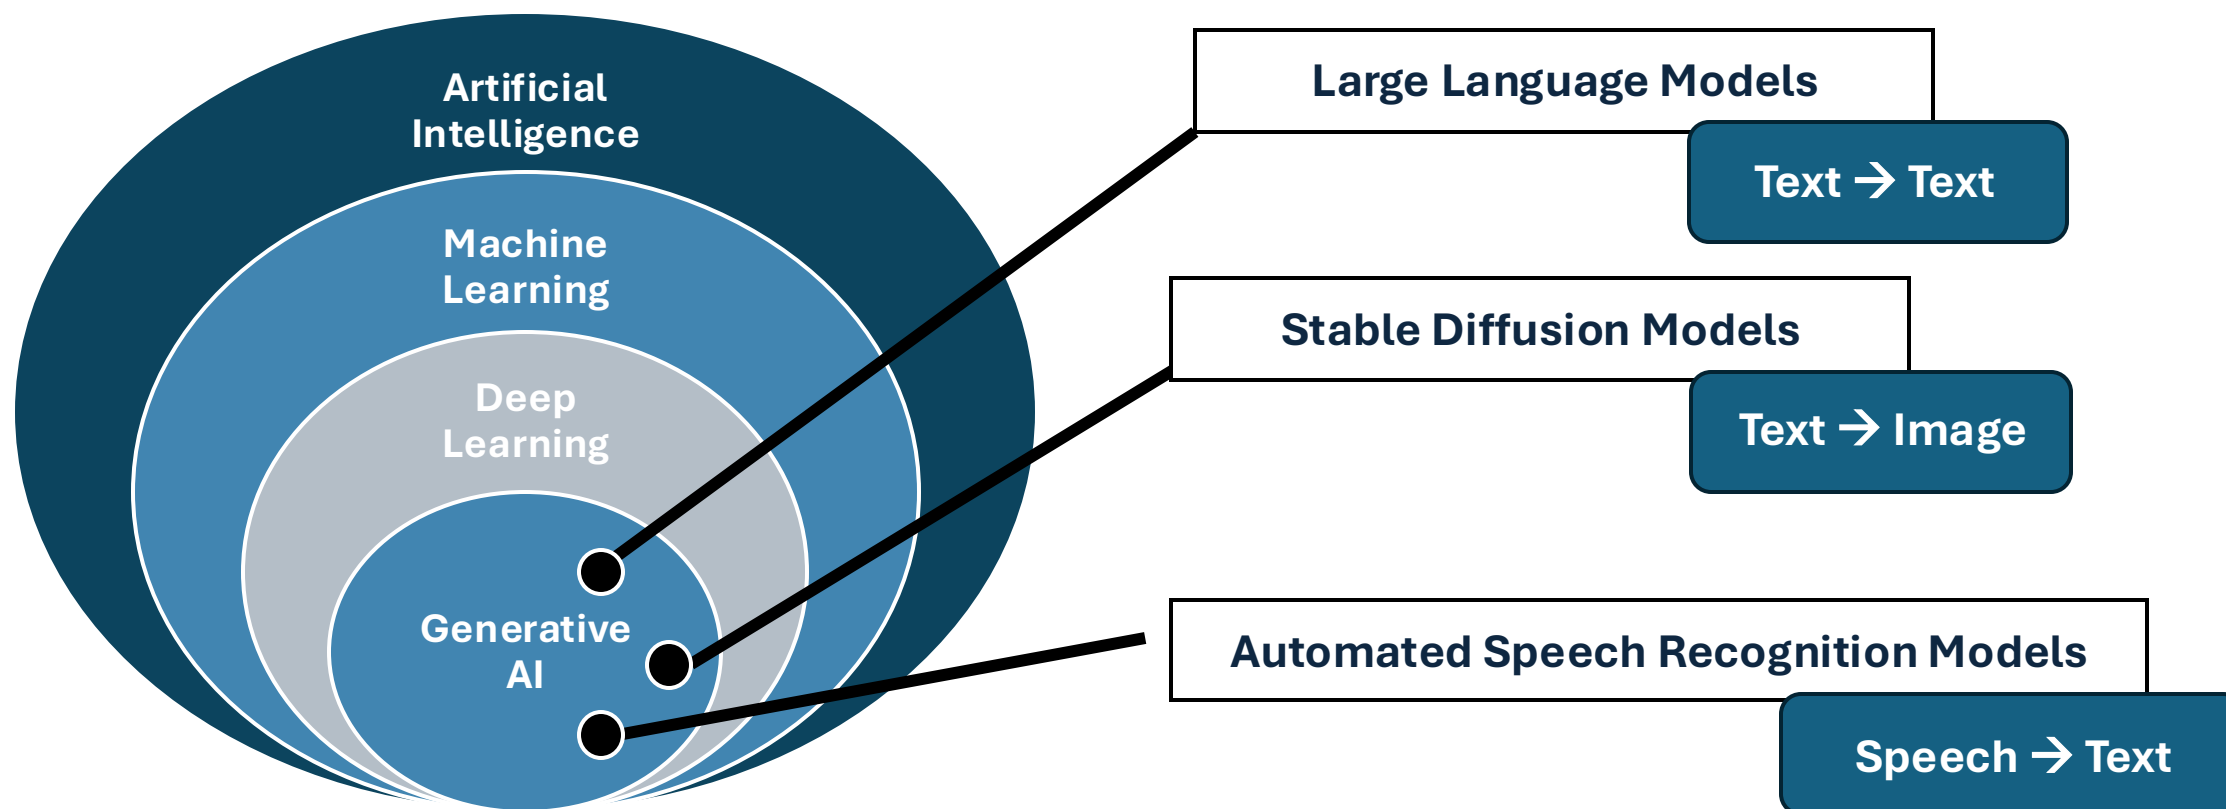 Artificial
Intelligence
Machine
Learning
Deep
Learning
Generative
AI
Large Language Models
Text → Text
Stable Diffusion Models
Text → Image
Automated Speech Recognition Models
Speech → Text